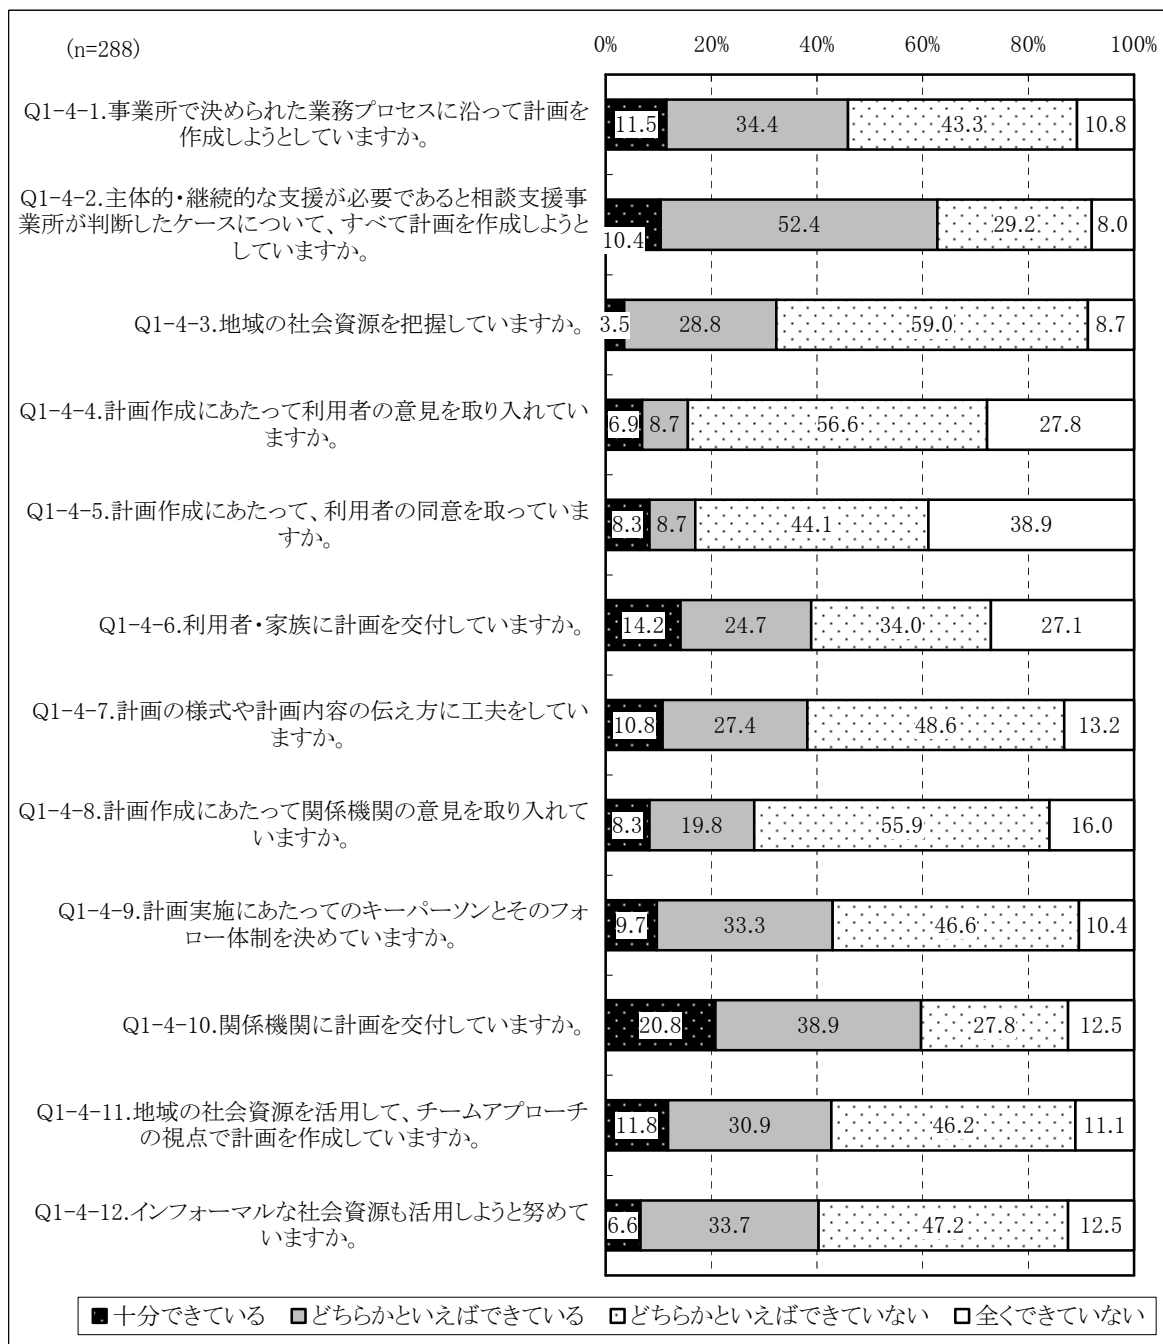 (n=288)
0% 20% 40% 60% 80% 100%
Q1-4-1.事業所で決められた業務プロセスに沿って計画を
作成しようとしていますか。
11.5 34.4 43.3 10.8
Q1-4-2.主体的・継続的な支援が必要であると相談支援事
業所が判断したケースについて、すべて計画を作成しようと
していますか。
10.4 52.4 29.2 8.0
Q1-4-3.地域の社会資源を把握していますか。
3.5 28.8 59.0 8.7
Q1-4-4.計画作成にあたって利用者の意見を取り入れてい
ますか。
6.9 8.7 56.6 27.8
Q1-4-5.計画作成にあたって、利用者の同意を取っていま
すか。
8.3 8.7 44.1 38.9
Q1-4-6.利用者・家族に計画を交付していますか。
14.2 24.7 34.0 27.1
Q1-4-7.計画の様式や計画内容の伝え方に工夫をしてい
ますか。
10.8 27.4 48.6 13.2
Q1-4-8.計画作成にあたって関係機関の意見を取り入れて
いますか。
8.3 19.8 55.9 16.0
Q1-4-9.計画実施にあたってのキーパーソンとそのフォ
ロー体制を決めていますか。
9.7 33.3 46.6 10.4
Q1-4-10.関係機関に計画を交付していますか。
20.8 38.9 27.8 12.5
Q1-4-11.地域の社会資源を活用して、チームアプローチ
の視点で計画を作成していますか。
11.8 30.9 46.2 11.1
Q1-4-12.インフォーマルな社会資源も活用しようと努めて
いますか。
6.6 33.7 47.2 12.5
十分できている どちらかといえばできている どちらかといえばできていない 全くできていない